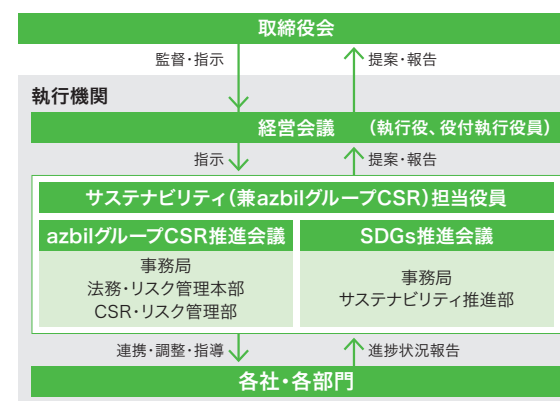 取締役会
監督・指示
提案・報告
執行機関
経営会議 (執行役、役付執行役員)
指示
提案・報告
サステナビリティ(兼azbilグループCSR)担当役員
azbilグループCSR推進会議
事務局
法務・リスク管理本部
CSR・リスク管理部
SDGs推進会議
事務局
サステナビリティ推進部
連携・調整・指導
進捗状況報告
各社・各部門